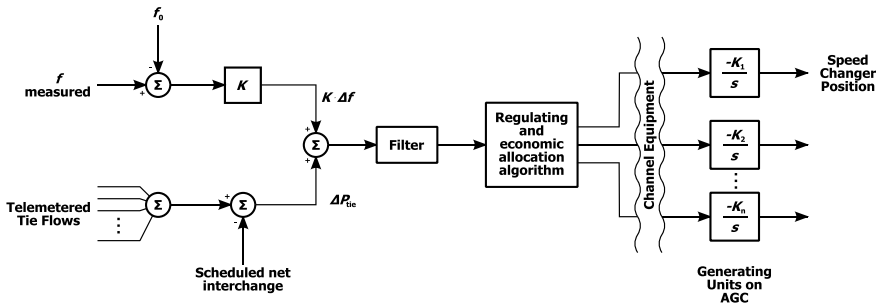 f₀
-
f
measured
+
Σ
K
K Δf
+
Σ
+
Filter
Regulating
and
economic
allocation
algorithm
Channel Equipment
-K₁
s
Speed
Changer
Position
-K₂
s
-Kₙ
s
Generating
Units on
AGC
Telemetered
Tie Flows
Σ
+
Σ
-
ΔPtie
Scheduled net
interchange